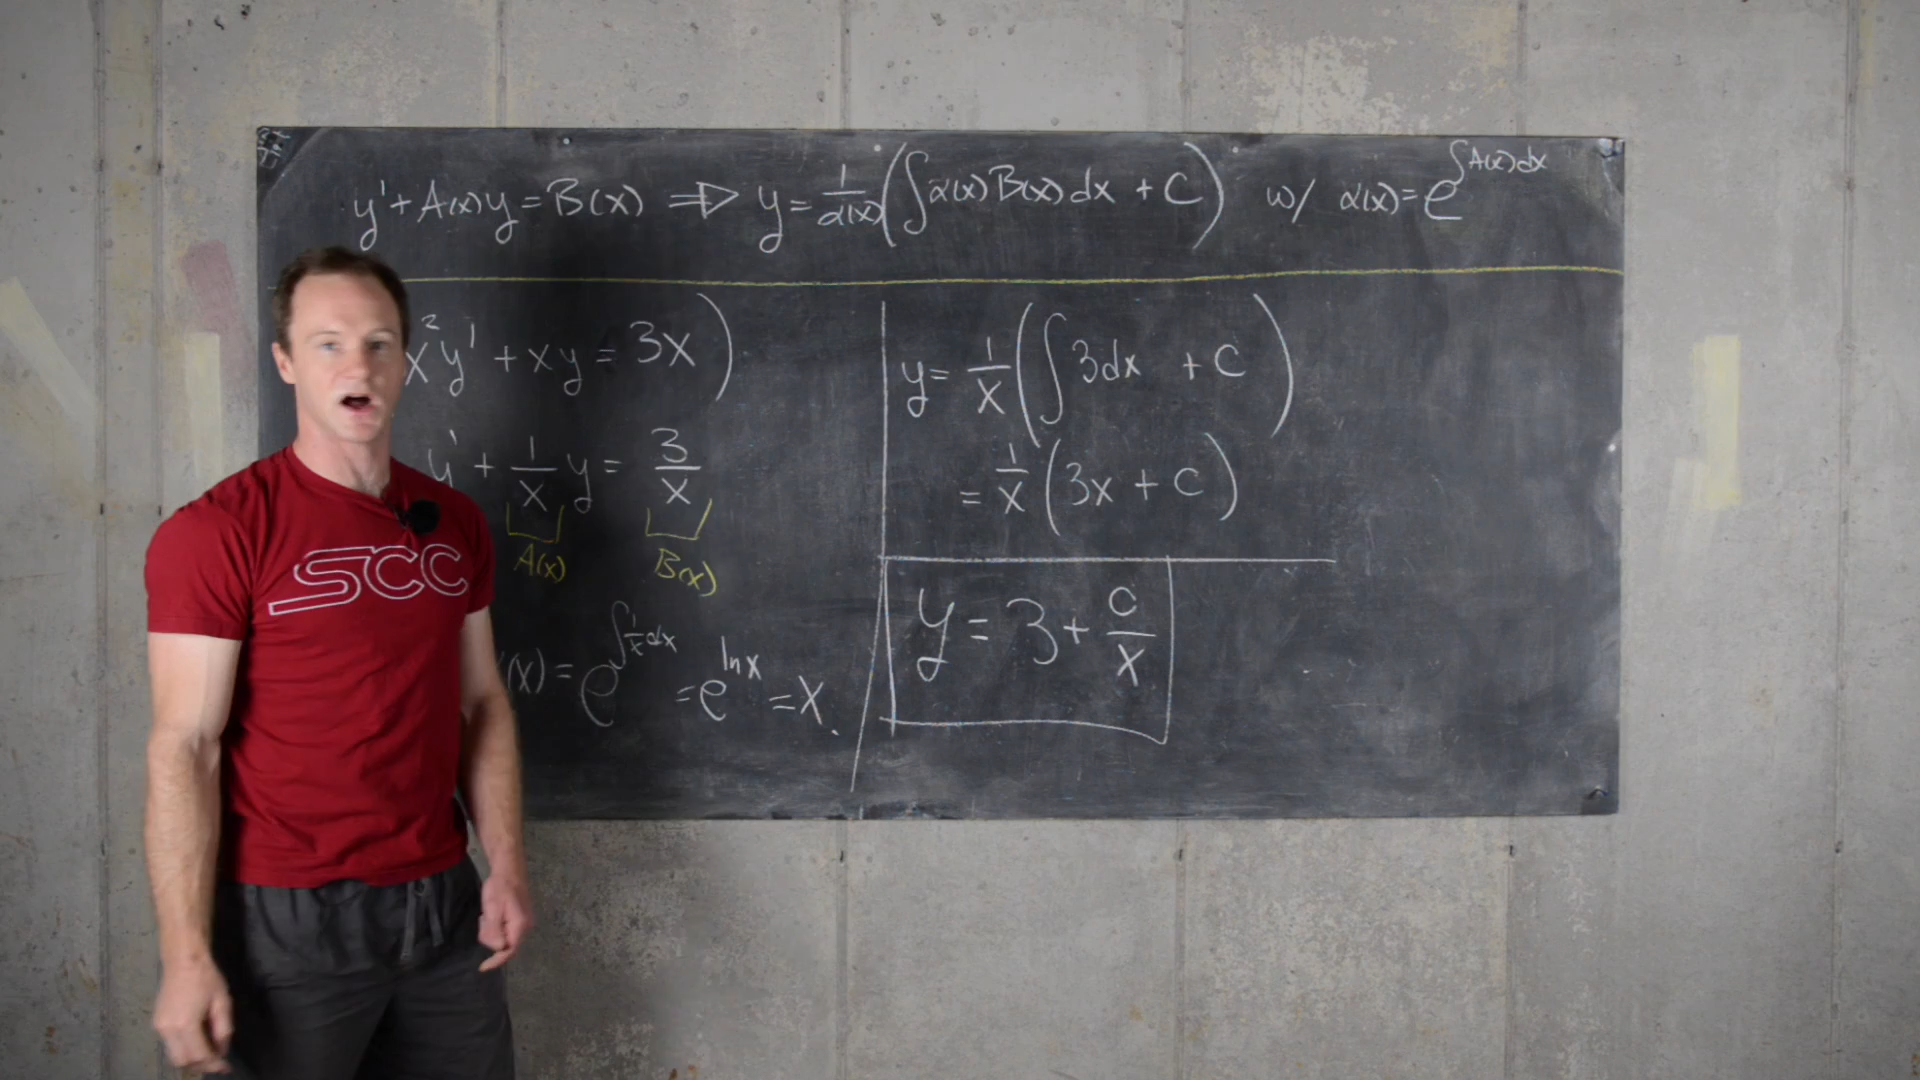 y' + A(x)y = B(x) ⇒ y = 1/α(x) (∫α(x)B(x)dx + C) w/ α(x) = e^{∫A(x)dx}
x²y' + xy = 3x)
y' + 1/x y = 3/x
A(x) B(x)
(x) = e^{∫1/x dx} = e^{ln x} = x.
y = 1/x (∫3dx + C)
= 1/x (3x + C)
y = 3 + C/x
SCC